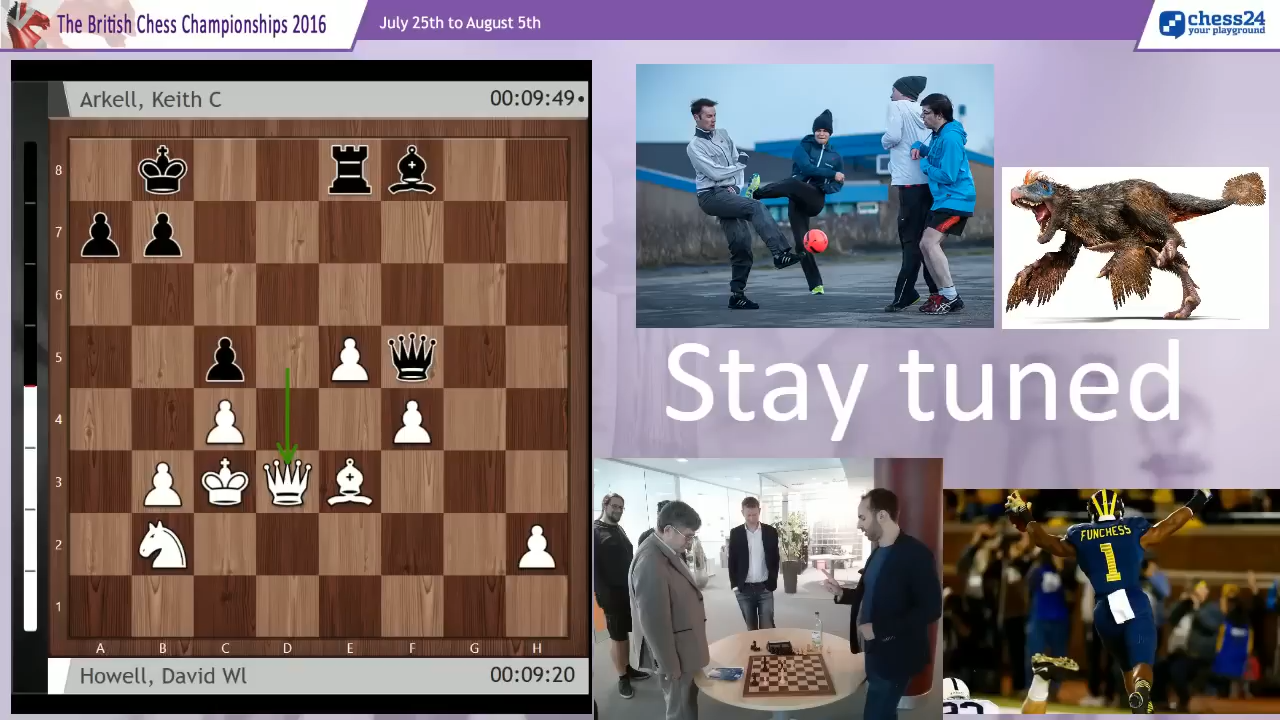 The British Chess Championships 2016
July 25th to August 5th
chess24
your playground
Arkell, Keith C
00:09:49
8
7
6
5
4
3
2
1
A B C D E F G H
Howell, David Wl
00:09:20
Stay tuned
FUNCHESS
1